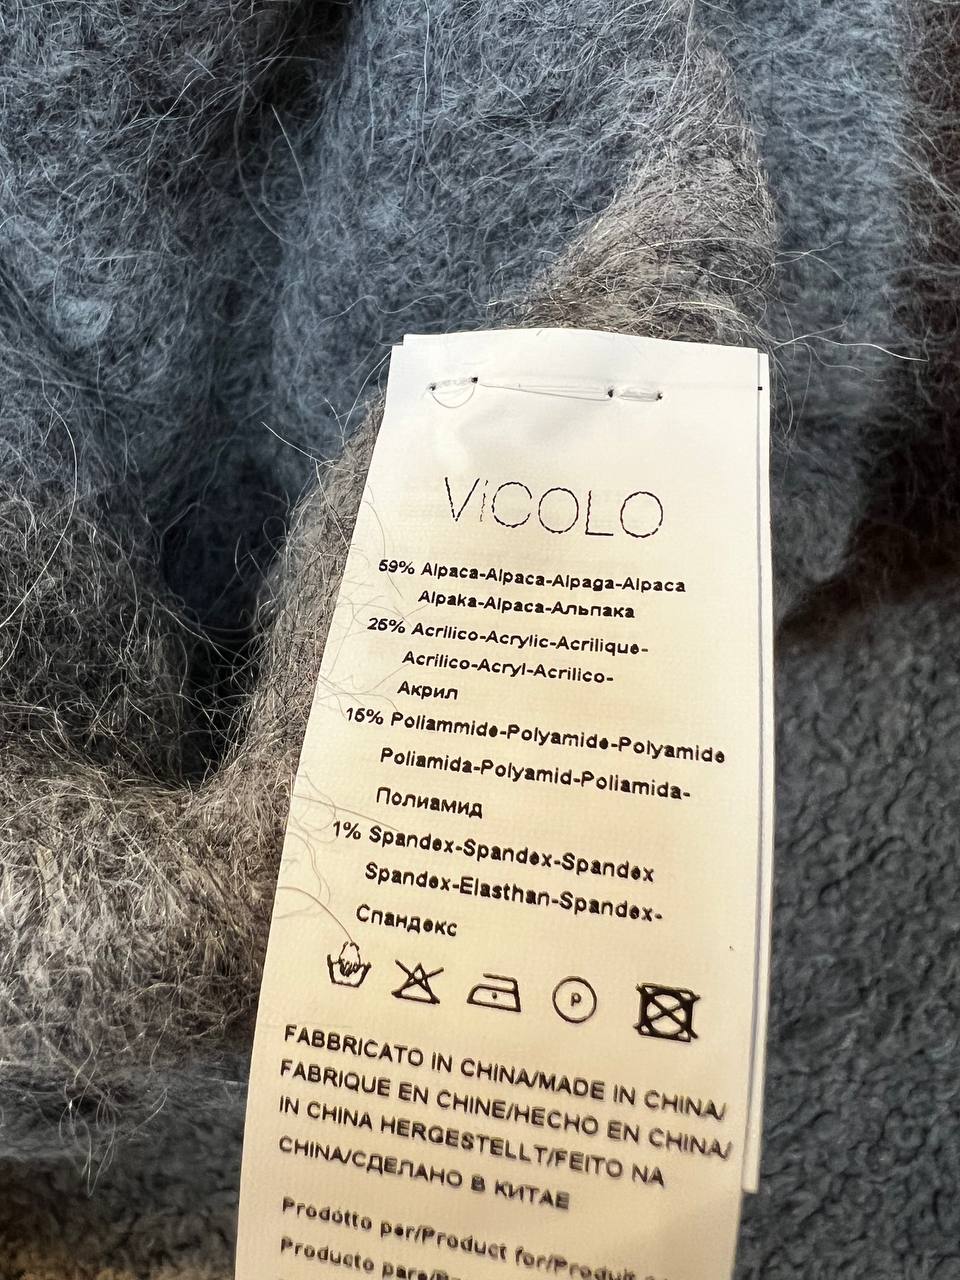 ViCOLO
59% Alpaca-Alpaca-Alpaga-Alpaca
Alpaka-Alpaca-Альпака
25% Acrilico-Acrylic-Acrilique-
Acrilico-Acryl-Acrilico-
Акрил
15% Poliammide-Polyamide-Polyamide
Poliamida-Polyamid-Poliamida-
Полиамид
1% Spandex-Spandex-Spandex
Spandex-Elasthan-Spandex-
Спандекс
P
FABBRICATO IN CHINA/MADE IN CHINA/
FABRIQUE EN CHINE/HECHO EN CHINA/
IN CHINA HERGESTELLT/FEITO NA
CHINA/СДЕЛАНО В КИТАЕ
Prodotto per/Product for/Produit
Producto para/